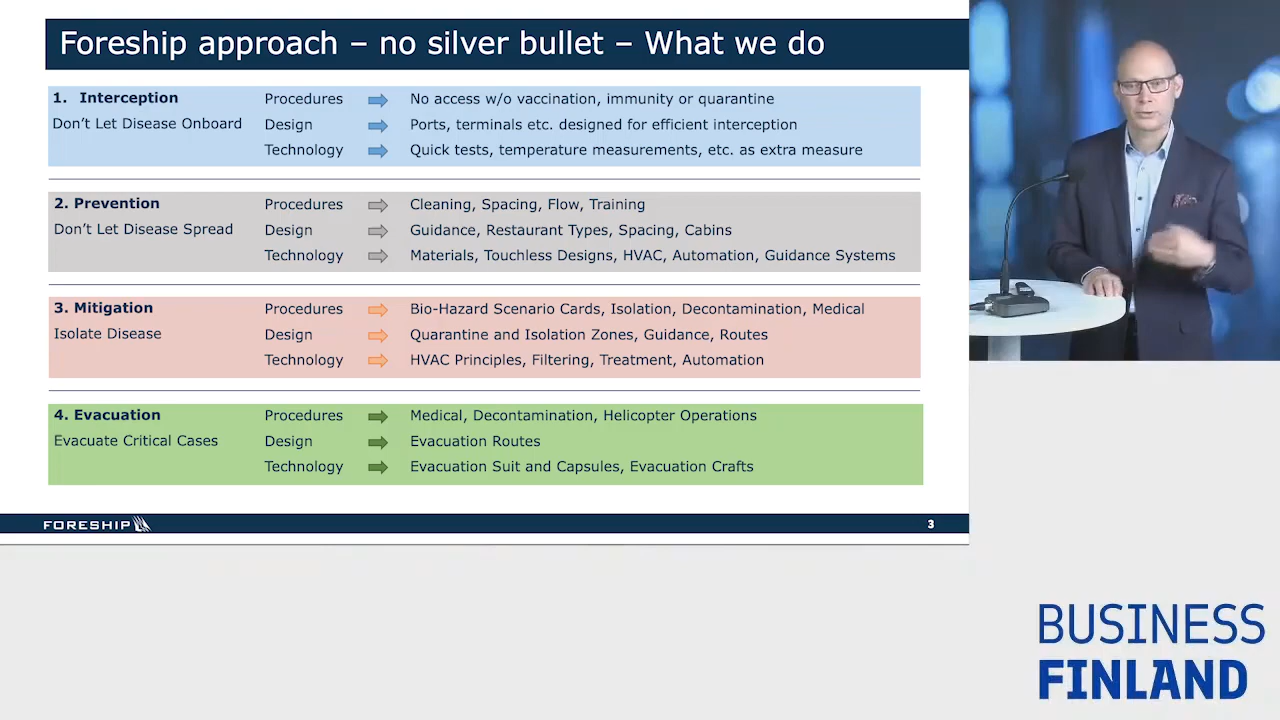 Foreship approach – no silver bullet – What we do
1. Interception
Don't Let Disease Onboard
Procedures No access w/o vaccination, immunity or quarantine
Design Ports, terminals etc. designed for efficient interception
Technology Quick tests, temperature measurements, etc. as extra measure
2. Prevention
Don't Let Disease Spread
Procedures Cleaning, Spacing, Flow, Training
Design Guidance, Restaurant Types, Spacing, Cabins
Technology Materials, Touchless Designs, HVAC, Automation, Guidance Systems
3. Mitigation
Isolate Disease
Procedures Bio-Hazard Scenario Cards, Isolation, Decontamination, Medical
Design Quarantine and Isolation Zones, Guidance, Routes
Technology HVAC Principles, Filtering, Treatment, Automation
4. Evacuation
Evacuate Critical Cases
Procedures Medical, Decontamination, Helicopter Operations
Design Evacuation Routes
Technology Evacuation Suit and Capsules, Evacuation Crafts
FORESHIP
3
BUSINESS
FINLAND